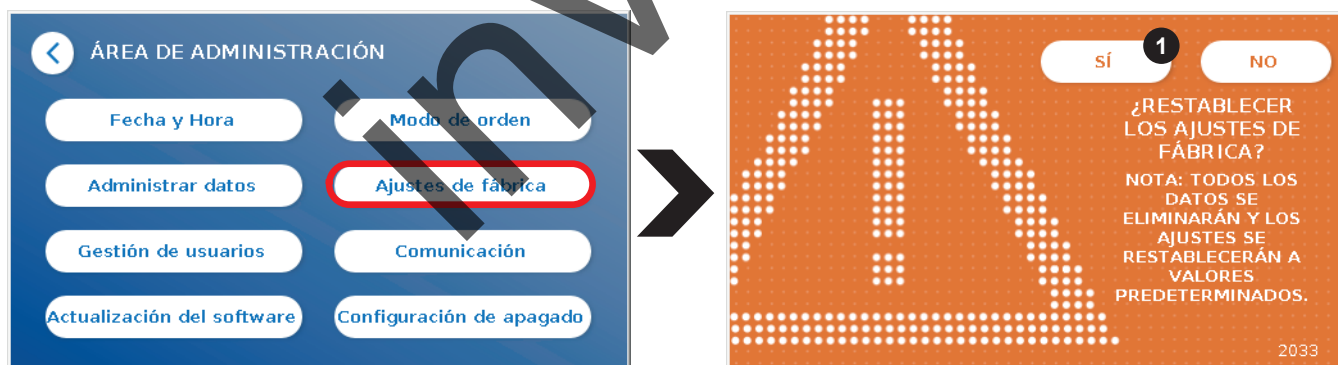 ÁREA DE ADMINISTRACIÓN
Fecha y Hora
Modo de orden
Administrar datos
Ajustes de fábrica
Gestión de usuarios
Comunicación
Actualización del software
Configuración de apagado
SÍ
1
NO
¿RESTABLECER
LOS AJUSTES DE
FÁBRICA?
NOTA: TODOS LOS
DATOS SE
ELIMINARÁN Y LOS
AJUSTES SE
RESTABLECERÁN A
VALORES
PREDETERMINADOS.
2033